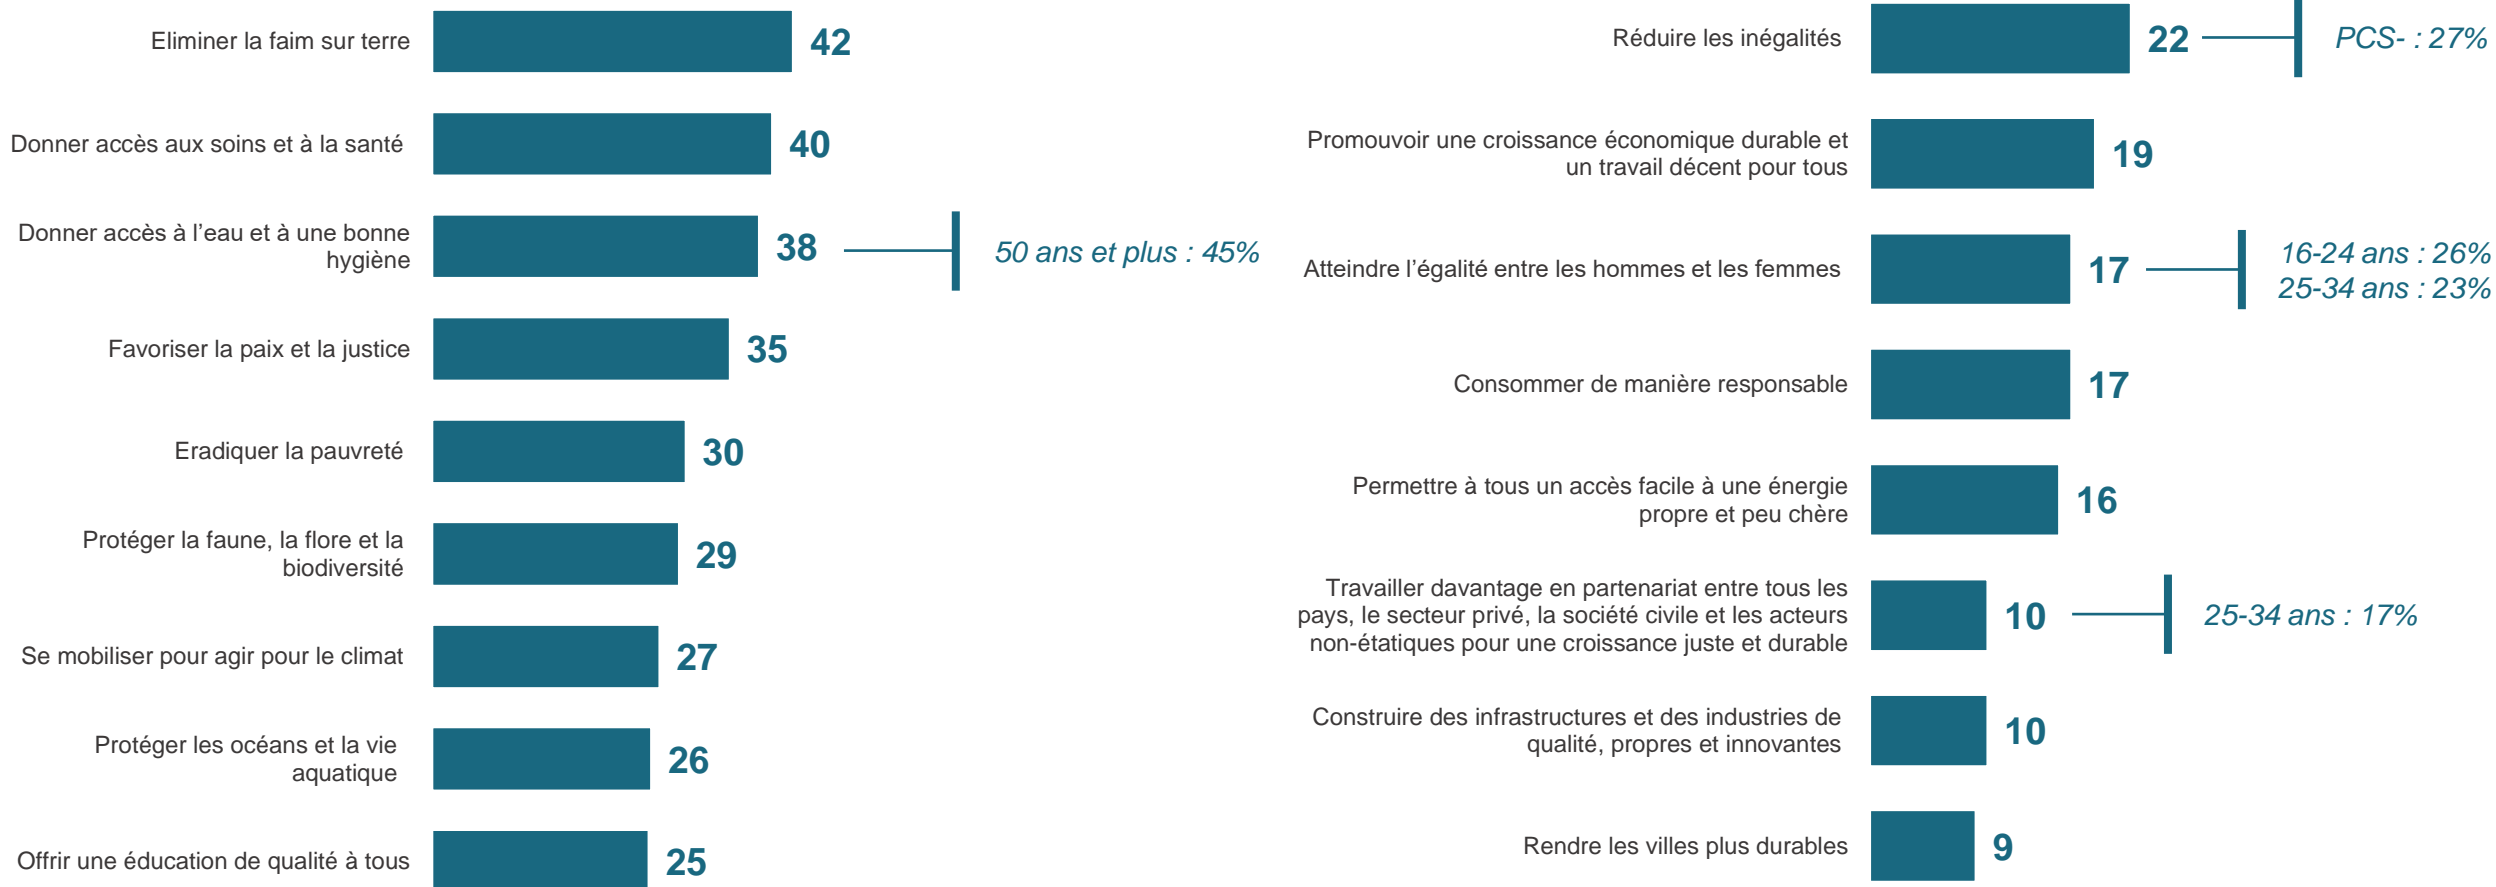 Eliminer la faim sur terre
42
Donner accès aux soins et à la santé
40
Donner accès à l’eau et à une bonne
hygiène
38
50 ans et plus : 45%
Favoriser la paix et la justice
35
Eradiquer la pauvreté
30
Protéger la faune, la flore et la
biodiversité
29
Se mobiliser pour agir pour le climat
27
Protéger les océans et la vie
aquatique
26
Offrir une éducation de qualité à tous
25
Réduire les inégalités
22
PCS- : 27%
Promouvoir une croissance économique durable et
un travail décent pour tous
19
Atteindre l’égalité entre les hommes et les femmes
17
16-24 ans : 26%
25-34 ans : 23%
Consommer de manière responsable
17
Permettre à tous un accès facile à une énergie
propre et peu chère
16
Travailler davantage en partenariat entre tous les
pays, le secteur privé, la société civile et les acteurs
non-étatiques pour une croissance juste et durable
10
25-34 ans : 17%
Construire des infrastructures et des industries de
qualité, propres et innovantes
10
Rendre les villes plus durables
9